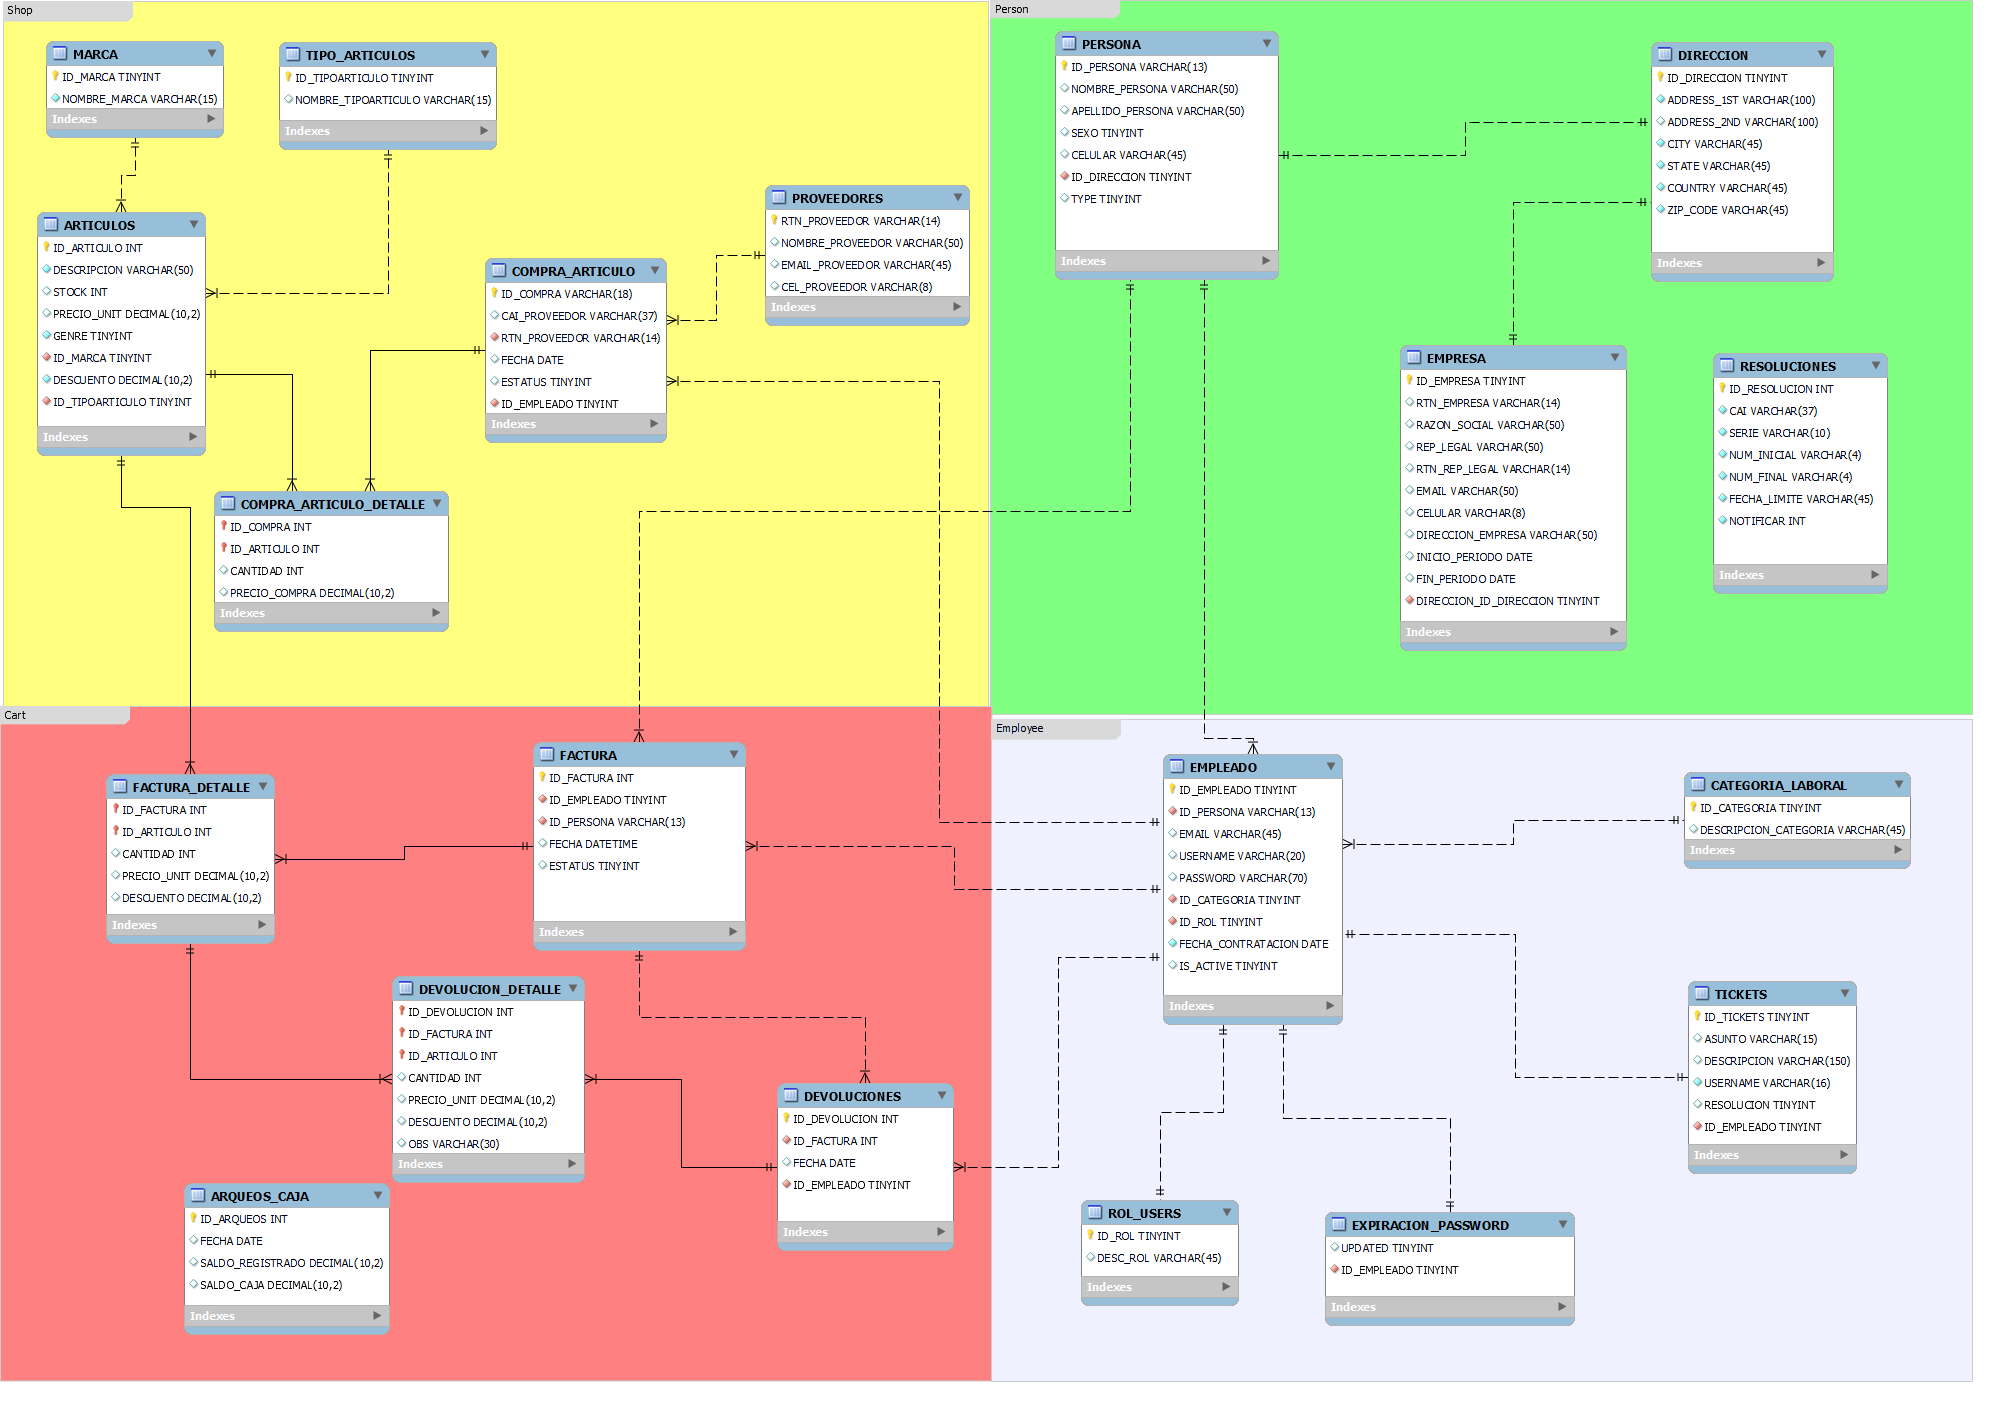 Shop
MARCA
ID_MARCA TINYINT
NOMBRE_MARCA VARCHAR(15)
Indexes
TIPO_ARTICULOS
ID_TIPOARTICULO TINYINT
NOMBRE_TIPOARTICULO VARCHAR(15)
Indexes
ARTICULOS
ID_ARTICULO INT
DESCRIPCION VARCHAR(50)
STOCK INT
PRECIO_UNIT DECIMAL(10,2)
GENRE TINYINT
ID_MARCA TINYINT
DESCUENTO DECIMAL(10,2)
ID_TIPOARTICULO TINYINT
Indexes
COMPRA_ARTICULO
ID_COMPRA VARCHAR(18)
CAI_PROVEEDOR VARCHAR(37)
RTN_PROVEEDOR VARCHAR(14)
FECHA DATE
ESTATUS TINYINT
ID_EMPLEADO TINYINT
Indexes
PROVEEDORES
RTN_PROVEEDOR VARCHAR(14)
NOMBRE_PROVEEDOR VARCHAR(50)
EMAIL_PROVEEDOR VARCHAR(45)
CEL_PROVEEDOR VARCHAR(8)
Indexes
COMPRA_ARTICULO_DETALLE
ID_COMPRA INT
ID_ARTICULO INT
CANTIDAD INT
PRECIO_COMPRA DECIMAL(10,2)
Indexes
Person
PERSONA
ID_PERSONA VARCHAR(13)
NOMBRE_PERSONA VARCHAR(50)
APELLIDO_PERSONA VARCHAR(50)
SEXO TINYINT
CELULAR VARCHAR(45)
ID_DIRECCION TINYINT
TYPE TINYINT
Indexes
DIRECCION
ID_DIRECCION TINYINT
ADDRESS_1ST VARCHAR(100)
ADDRESS_2ND VARCHAR(100)
CITY VARCHAR(45)
STATE VARCHAR(45)
COUNTRY VARCHAR(45)
ZIP_CODE VARCHAR(45)
Indexes
EMPRESA
ID_EMPRESA TINYINT
RTN_EMPRESA VARCHAR(14)
RAZON_SOCIAL VARCHAR(50)
REP_LEGAL VARCHAR(50)
RTN_REP_LEGAL VARCHAR(14)
EMAIL VARCHAR(50)
CELULAR VARCHAR(8)
DIRECCION_EMPRESA VARCHAR(50)
INICIO_PERIODO DATE
FIN_PERIODO DATE
DIRECCION_ID_DIRECCION TINYINT
Indexes
RESOLUCIONES
ID_RESOLUCION INT
CAI VARCHAR(37)
SERIE VARCHAR(10)
NUM_INICIAL VARCHAR(4)
NUM_FINAL VARCHAR(4)
FECHA_LIMITE VARCHAR(45)
NOTIFICAR INT
Indexes
Cart
FACTURA_DETALLE
ID_FACTURA INT
ID_ARTICULO INT
CANTIDAD INT
PRECIO_UNIT DECIMAL(10,2)
DESCUENTO DECIMAL(10,2)
Indexes
FACTURA
ID_FACTURA INT
ID_EMPLEADO TINYINT
ID_PERSONA VARCHAR(13)
FECHA DATETIME
ESTATUS TINYINT
Indexes
DEVOLUCION_DETALLE
ID_DEVOLUCION INT
ID_FACTURA INT
ID_ARTICULO INT
CANTIDAD INT
PRECIO_UNIT DECIMAL(10,2)
DESCUENTO DECIMAL(10,2)
OBS VARCHAR(30)
Indexes
DEVOLUCIONES
ID_DEVOLUCION INT
ID_FACTURA INT
FECHA DATE
ID_EMPLEADO TINYINT
Indexes
ARQUEOS_CAJA
ID_ARQUEOS INT
FECHA DATE
SALDO_REGISTRADO DECIMAL(10,2)
SALDO_CAJA DECIMAL(10,2)
Indexes
Employee
EMPLEADO
ID_EMPLEADO TINYINT
ID_PERSONA VARCHAR(13)
EMAIL VARCHAR(45)
USERNAME VARCHAR(20)
PASSWORD VARCHAR(70)
ID_CATEGORIA TINYINT
ID_ROL TINYINT
FECHA_CONTRATACION DATE
IS_ACTIVE TINYINT
Indexes
CATEGORIA_LABORAL
ID_CATEGORIA TINYINT
DESCRIPCION_CATEGORIA VARCHAR(45)
Indexes
TICKETS
ID_TICKETS TINYINT
ASUNTO VARCHAR(15)
DESCRIPCION VARCHAR(150)
USERNAME VARCHAR(16)
RESOLUCION TINYINT
ID_EMPLEADO TINYINT
Indexes
ROL_USERS
ID_ROL TINYINT
DESC_ROL VARCHAR(45)
Indexes
EXPIRACION_PASSWORD
UPDATED TINYINT
ID_EMPLEADO TINYINT
Indexes